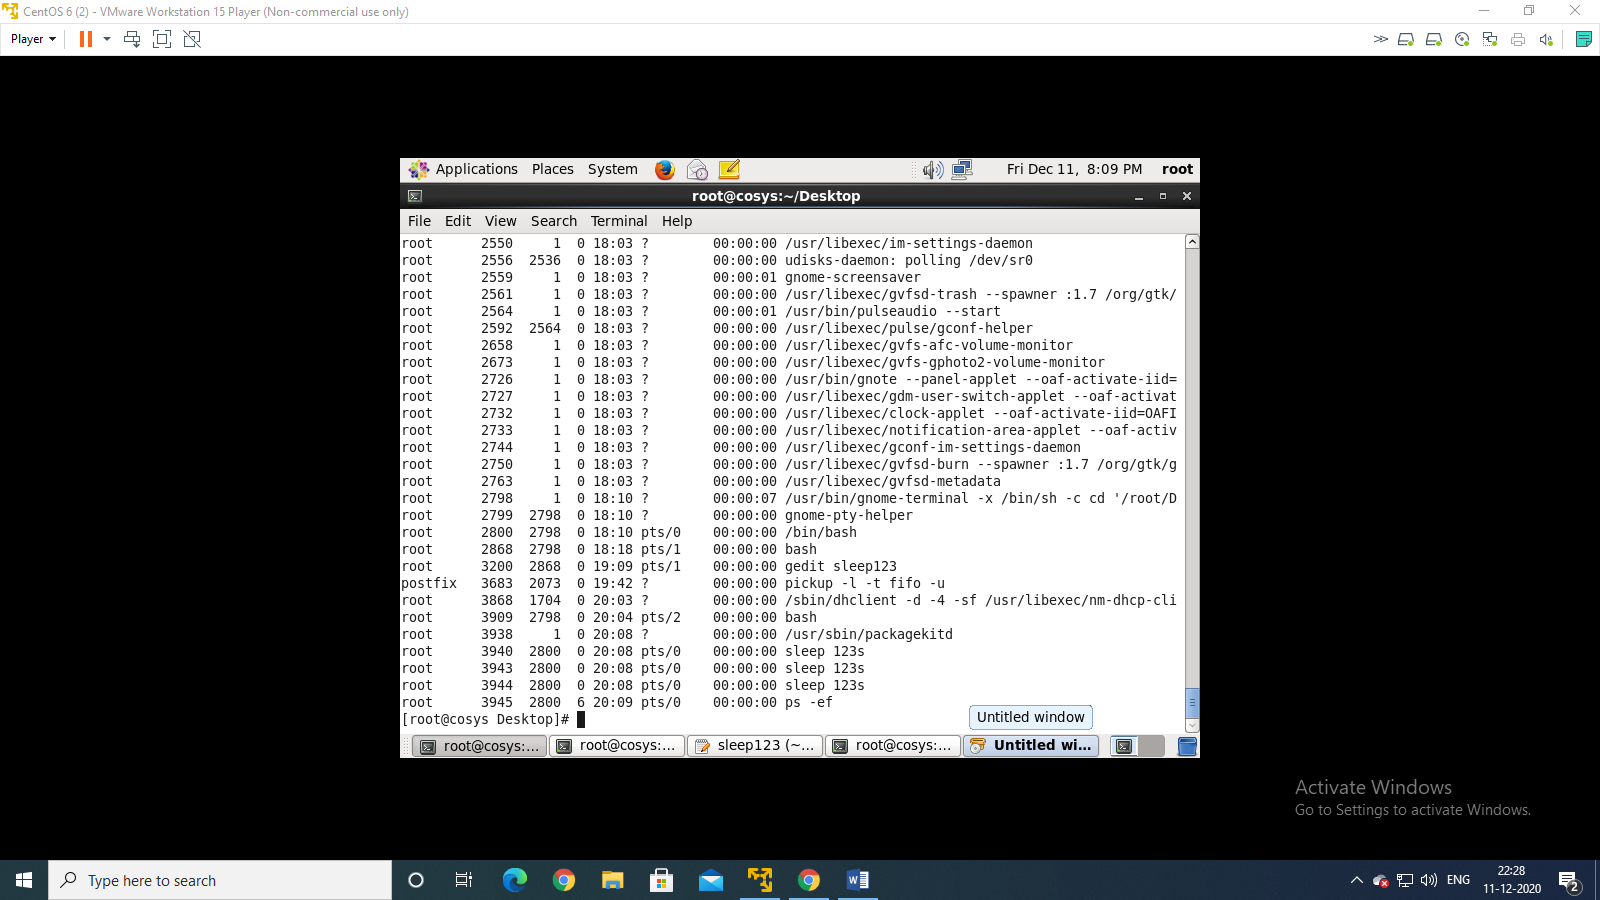 CentOS 6 (2) - VMware Workstation 15 Player (Non-commercial use only)
Player
Applications Places System Fri Dec 11, 8:09 PM root
root@cosys:~/Desktop
File Edit View Search Terminal Help
root      2550     1  0 18:03 ?        00:00:00 /usr/libexec/im-settings-daemon
root      2556  2536  0 18:03 ?        00:00:00 udisks-daemon: polling /dev/sr0
root      2559     1  0 18:03 ?        00:00:01 gnome-screensaver
root      2561     1  0 18:03 ?        00:00:00 /usr/libexec/gvfsd-trash --spawner :1.7 /org/gtk/
root      2564     1  0 18:03 ?        00:00:01 /usr/bin/pulseaudio --start
root      2592  2564  0 18:03 ?        00:00:00 /usr/libexec/pulse/gconf-helper
root      2658     1  0 18:03 ?        00:00:00 /usr/libexec/gvfs-afc-volume-monitor
root      2673     1  0 18:03 ?        00:00:00 /usr/libexec/gvfs-gphoto2-volume-monitor
root      2726     1  0 18:03 ?        00:00:00 /usr/bin/gnote --panel-applet --oaf-activate-iid=
root      2727     1  0 18:03 ?        00:00:00 /usr/libexec/gdm-user-switch-applet --oaf-activat
root      2732     1  0 18:03 ?        00:00:00 /usr/libexec/clock-applet --oaf-activate-iid=OAFI
root      2733     1  0 18:03 ?        00:00:00 /usr/libexec/notification-area-applet --oaf-activ
root      2744     1  0 18:03 ?        00:00:00 /usr/libexec/gconf-im-settings-daemon
root      2750     1  0 18:03 ?        00:00:00 /usr/libexec/gvfsd-burn --spawner :1.7 /org/gtk/g
root      2763     1  0 18:03 ?        00:00:00 /usr/libexec/gvfsd-metadata
root      2798     1  0 18:10 ?        00:00:07 /usr/bin/gnome-terminal -x /bin/sh -c cd '/root/D
root      2799  2798  0 18:10 ?        00:00:00 gnome-pty-helper
root      2800  2798  0 18:10 pts/0    00:00:00 /bin/bash
root      2868  2798  0 18:18 pts/1    00:00:00 bash
root      3200  2868  0 19:09 pts/1    00:00:00 gedit sleep123
postfix   3683  2073  0 19:42 ?        00:00:00 pickup -l -t fifo -u
root      3868  1704  0 20:03 ?        00:00:00 /sbin/dhclient -d -4 -sf /usr/libexec/nm-dhcp-cli
root      3909  2798  0 20:04 pts/2    00:00:00 bash
root      3938     1  0 20:08 ?        00:00:00 /usr/sbin/packagekitd
root      3940  2800  0 20:08 pts/0    00:00:00 sleep 123s
root      3943  2800  0 20:08 pts/0    00:00:00 sleep 123s
root      3944  2800  0 20:08 pts/0    00:00:00 sleep 123s
root      3945  2800  6 20:09 pts/0    00:00:00 ps -ef
[root@cosys Desktop]#
Untitled window
root@cosys:... root@cosys:... sleep123 (~... root@cosys:... Untitled wi...
Activate Windows
Go to Settings to activate Windows.
Type here to search
ENG
22:28
11-12-2020
2